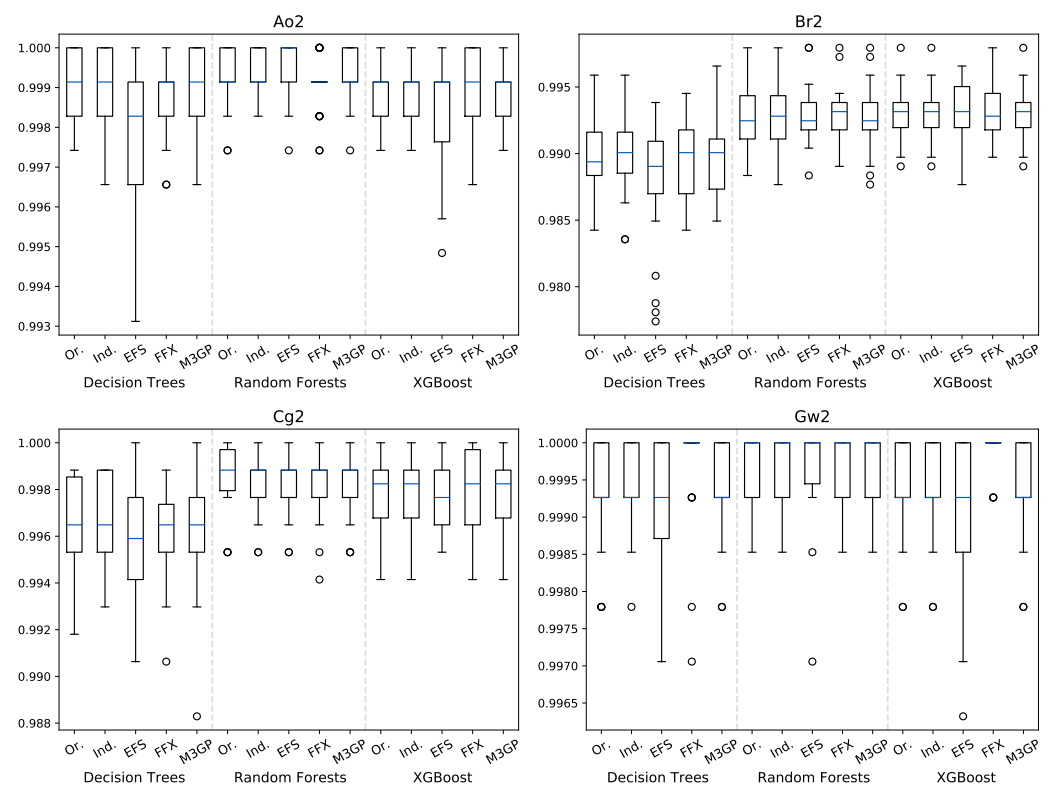 Ao2
1.000
0.999
0.998
0.997
0.996
0.995
0.994
0.993
Or. Ind. EFS FFX M3GP Or. Ind. EFS FFX M3GP Or. Ind. EFS FFX M3GP
Decision Trees Random Forests XGBoost
Br2
0.995
0.990
0.985
0.980
Or. Ind. EFS FFX M3GP Or. Ind. EFS FFX M3GP Or. Ind. EFS FFX M3GP
Decision Trees Random Forests XGBoost
Cg2
1.000
0.998
0.996
0.994
0.992
0.990
0.988
Or. Ind. EFS FFX M3GP Or. Ind. EFS FFX M3GP Or. Ind. EFS FFX M3GP
Decision Trees Random Forests XGBoost
Gw2
1.0000
0.9995
0.9990
0.9985
0.9980
0.9975
0.9970
0.9965
Or. Ind. EFS FFX M3GP Or. Ind. EFS FFX M3GP Or. Ind. EFS FFX M3GP
Decision Trees Random Forests XGBoost